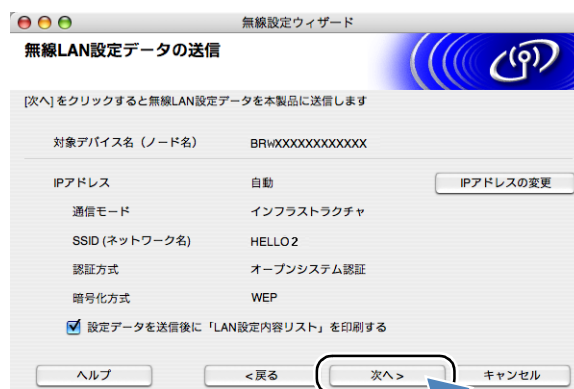 無線設定ウィザード
無線LAN設定データの送信
[次へ] をクリックすると無線LAN設定データを本製品に送信します
対象デバイス名（ノード名） BRWXXXXXXXXXXXX
IPアドレス 自動 IPアドレスの変更
通信モード インフラストラクチャ
SSID (ネットワーク名) HELLO2
認証方式 オープンシステム認証
暗号化方式 WEP
設定データを送信後に「LAN設定内容リスト」を印刷する
ヘルプ <戻る 次へ > キャンセル